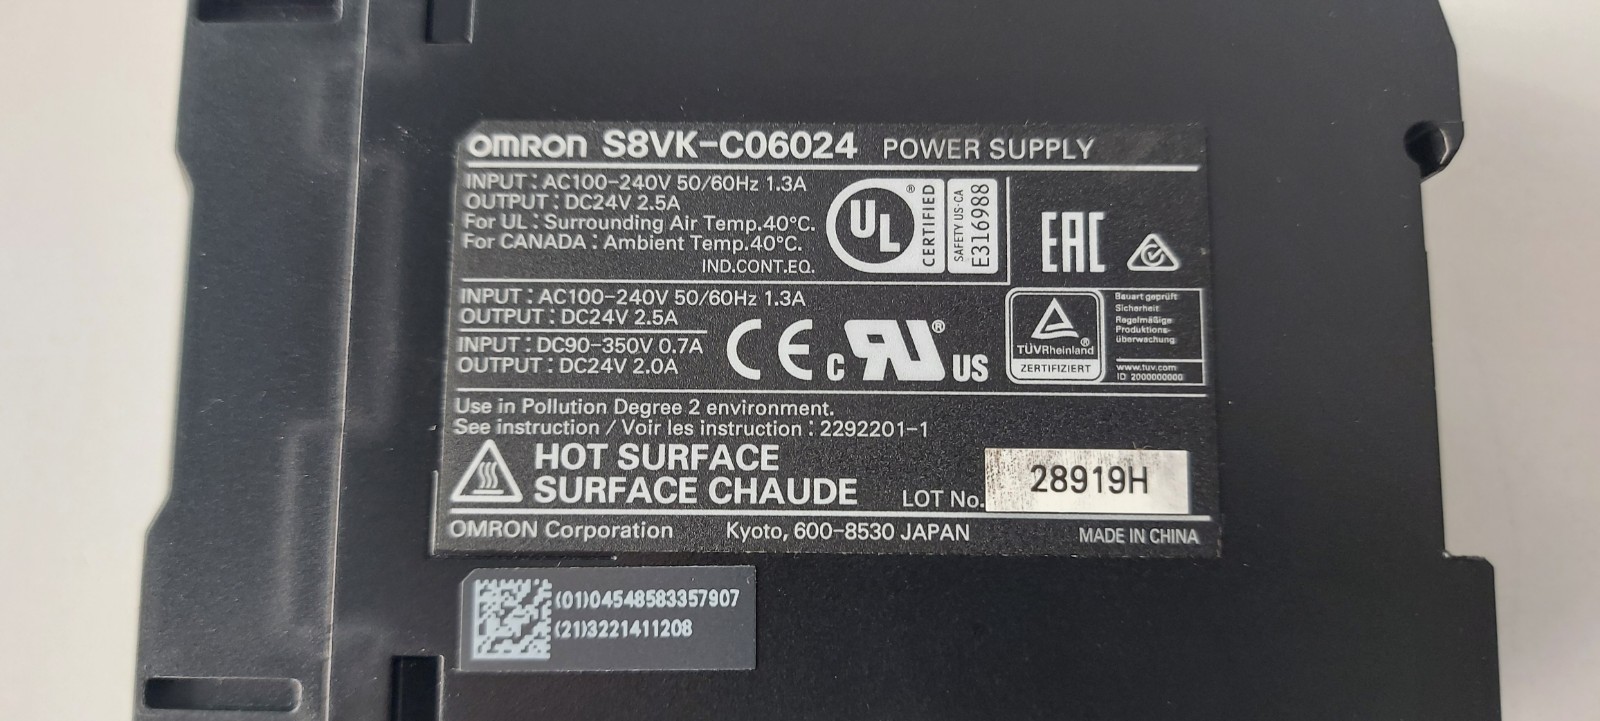 OMRON S8VK-C06024 POWER SUPPLY
INPUT : AC100-240V 50/60Hz 1.3A
OUTPUT : DC24V 2.5A
For UL : Surrounding Air Temp.40°C.
For CANADA : Ambient Temp.40°C.
IND.CONT.EQ.
UL® CERTIFIED
SAFETY US-CA
E316988
EAC
INPUT : AC100-240V 50/60Hz 1.3A
OUTPUT : DC24V 2.5A
INPUT : DC90-350V 0.7A
OUTPUT : DC24V 2.0A
CE c RU® US
TÜVRheinland®
ZERTIFIZIERT
Bauart geprüft
Sicherheit
Regelmäßige
Produktions-
überwachung
www.tuv.com
ID 2000000000
Use in Pollution Degree 2 environment.
See instruction / Voir les instruction : 2292201-1
HOT SURFACE
SURFACE CHAUDE
LOT No. 28919H
OMRON Corporation Kyoto, 600-8530 JAPAN MADE IN CHINA
(01)04548583357907
(21)3221411208